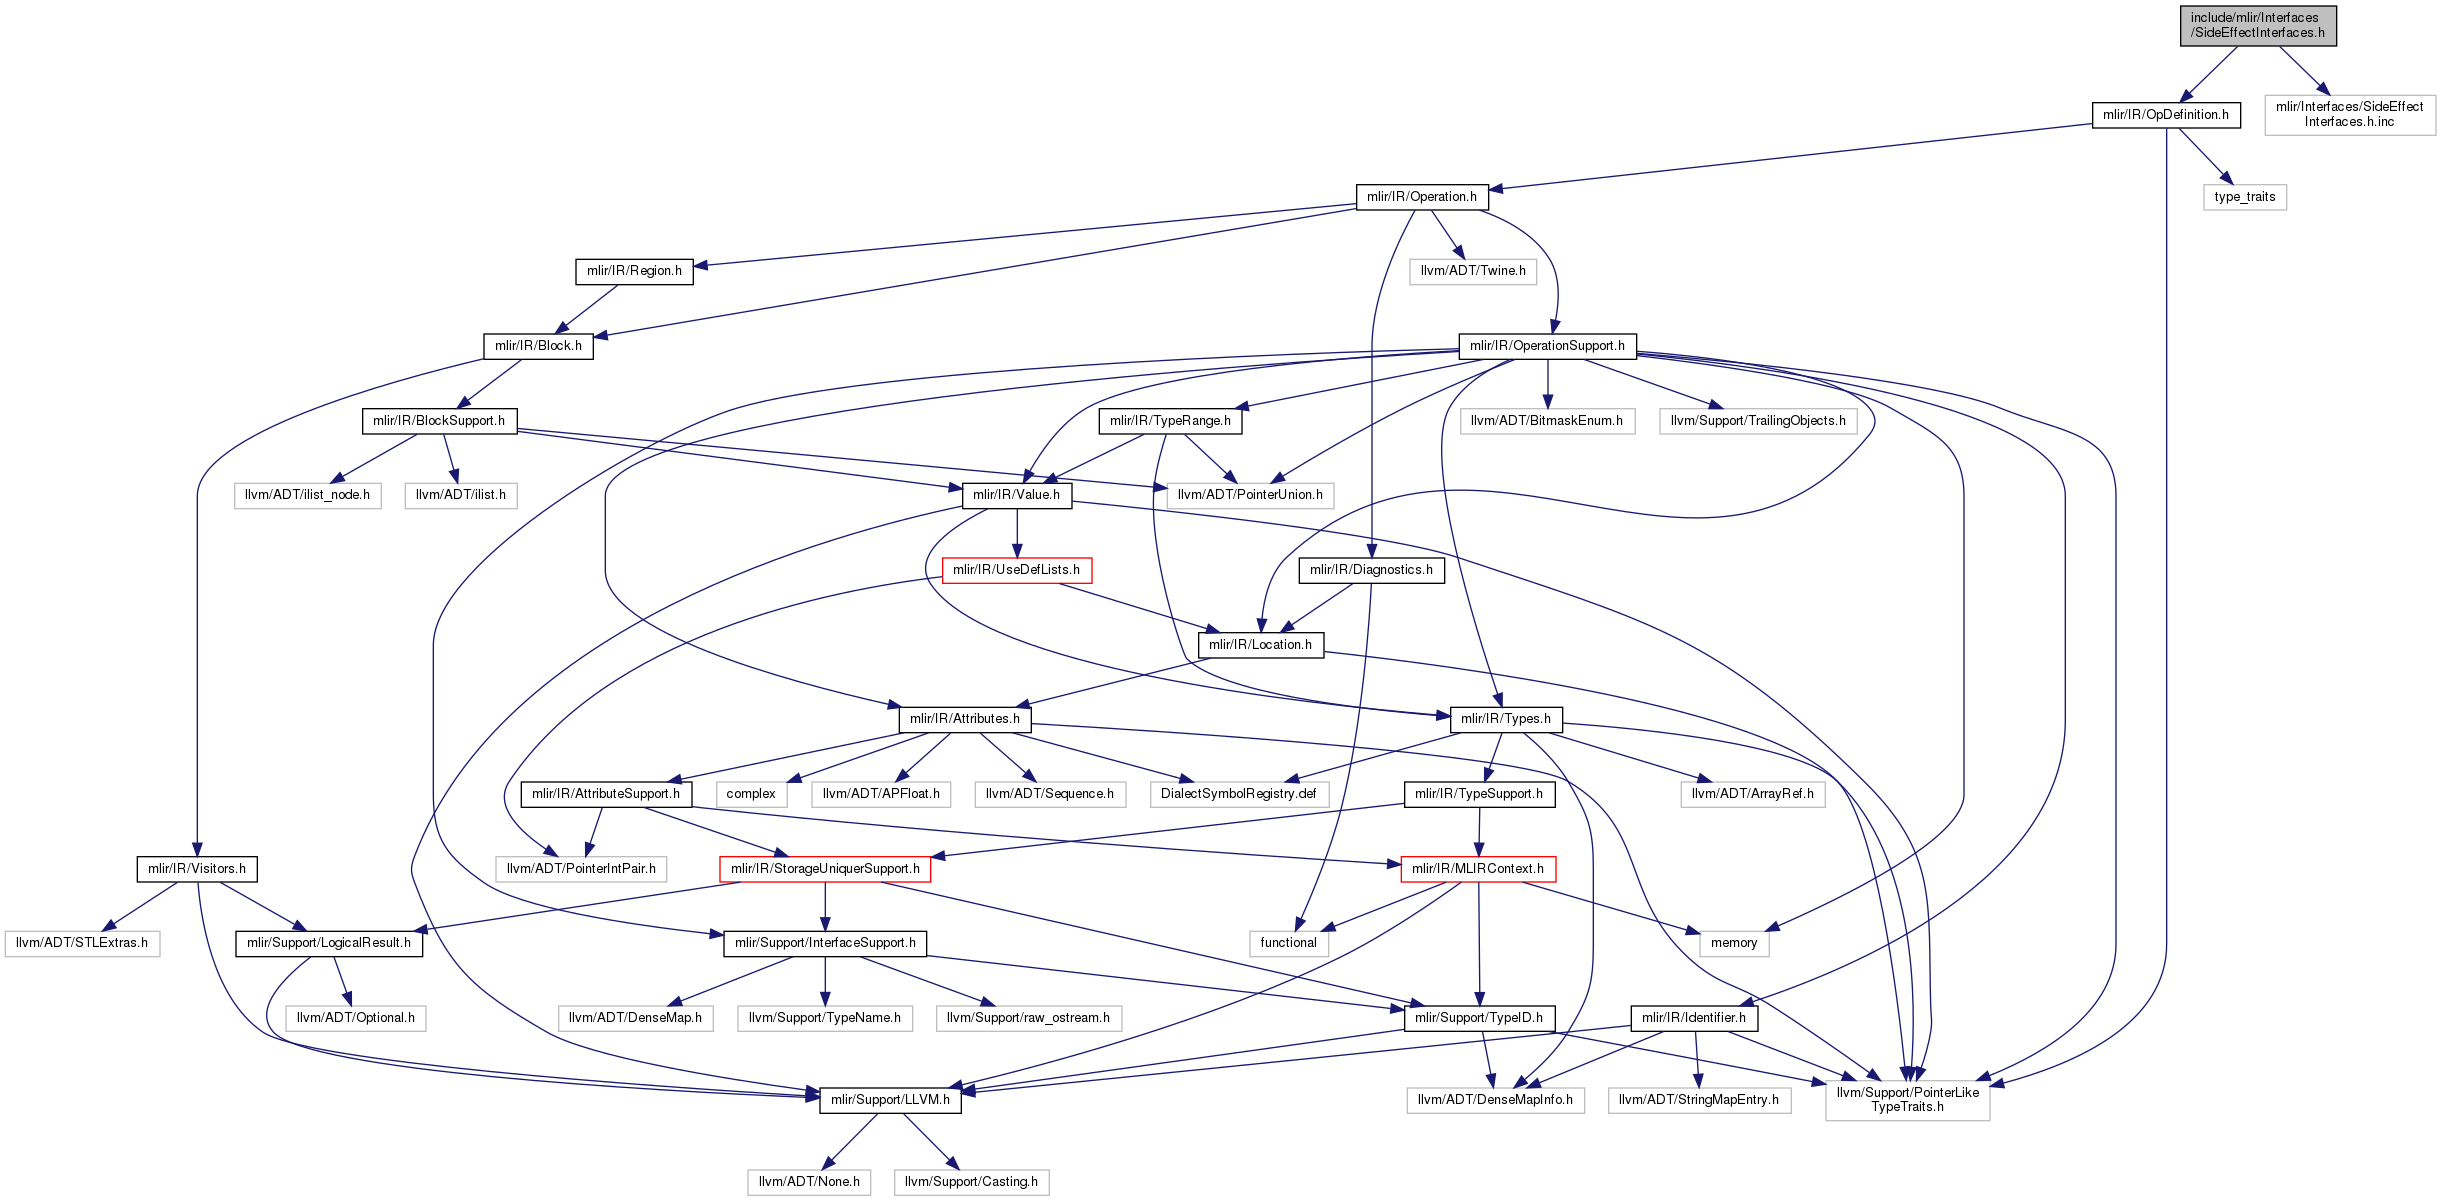 include/mlir/Interfaces
/SideEffectInterfaces.h
mlir/IR/OpDefinition.h
mlir/Interfaces/SideEffect
Interfaces.h.inc
mlir/IR/Operation.h
type_traits
mlir/IR/Region.h
llvm/ADT/Twine.h
mlir/IR/Block.h
mlir/IR/OperationSupport.h
mlir/IR/BlockSupport.h
mlir/IR/TypeRange.h
llvm/ADT/BitmaskEnum.h
llvm/Support/TrailingObjects.h
llvm/ADT/ilist_node.h
llvm/ADT/ilist.h
mlir/IR/Value.h
llvm/ADT/PointerUnion.h
mlir/IR/UseDefLists.h
mlir/IR/Diagnostics.h
mlir/IR/Location.h
mlir/IR/Attributes.h
mlir/IR/Types.h
mlir/IR/AttributeSupport.h
complex
llvm/ADT/APFloat.h
llvm/ADT/Sequence.h
DialectSymbolRegistry.def
mlir/IR/TypeSupport.h
llvm/ADT/ArrayRef.h
mlir/IR/Visitors.h
llvm/ADT/PointerIntPair.h
mlir/IR/StorageUniquerSupport.h
mlir/IR/MLIRContext.h
llvm/ADT/STLExtras.h
mlir/Support/LogicalResult.h
mlir/Support/InterfaceSupport.h
functional
memory
llvm/ADT/Optional.h
llvm/ADT/DenseMap.h
llvm/Support/TypeName.h
llvm/Support/raw_ostream.h
mlir/Support/TypeID.h
mlir/IR/Identifier.h
mlir/Support/LLVM.h
llvm/ADT/DenseMapInfo.h
llvm/ADT/StringMapEntry.h
llvm/Support/PointerLike
TypeTraits.h
llvm/ADT/None.h
llvm/Support/Casting.h